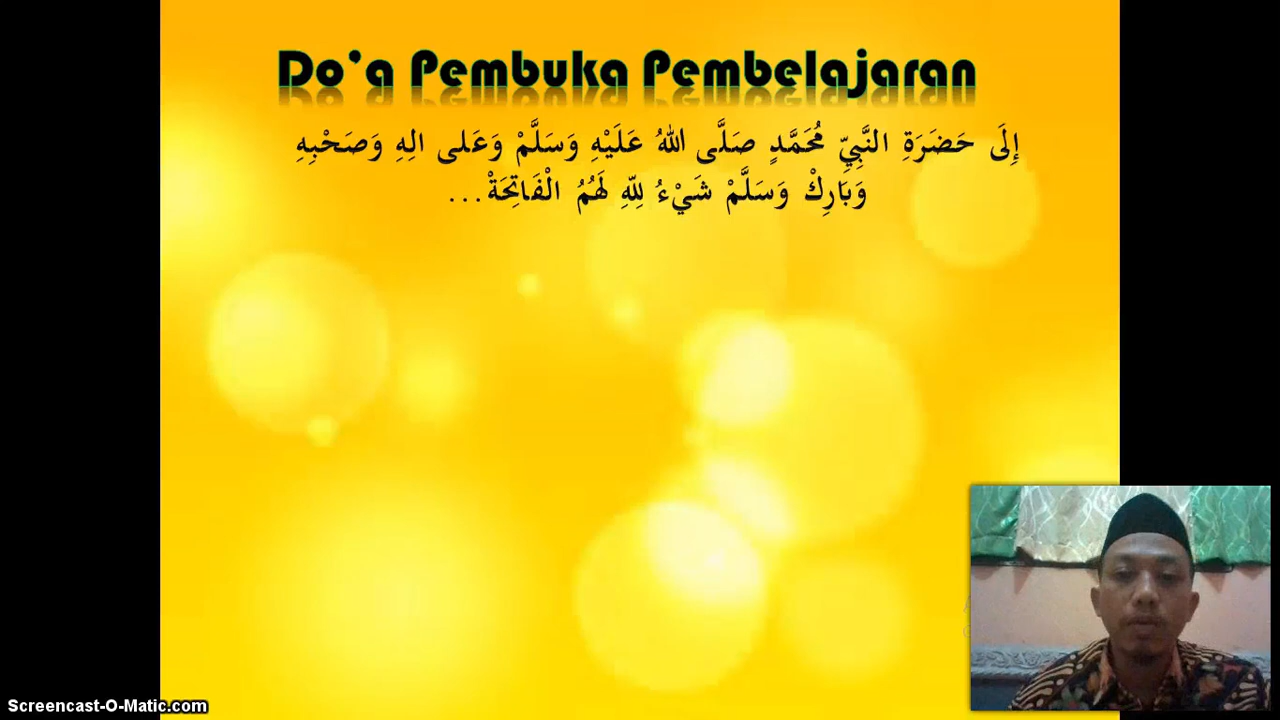 Do'a Pembuka Pembelajaran
إِلَى حَضَرَةِ النَّبِيِّ مُحَمَّدٍ صَلَّى اللهُ عَلَيْهِ وَسَلَّمْ وَعَلى الِهِ وَصَحْبِهِ
وَبَارِكْ وَسَلَّمْ شَيْءُ لِلّهِ لَهُمُ الْفَاتِحَةْ...
Screencast-O-Matic.com